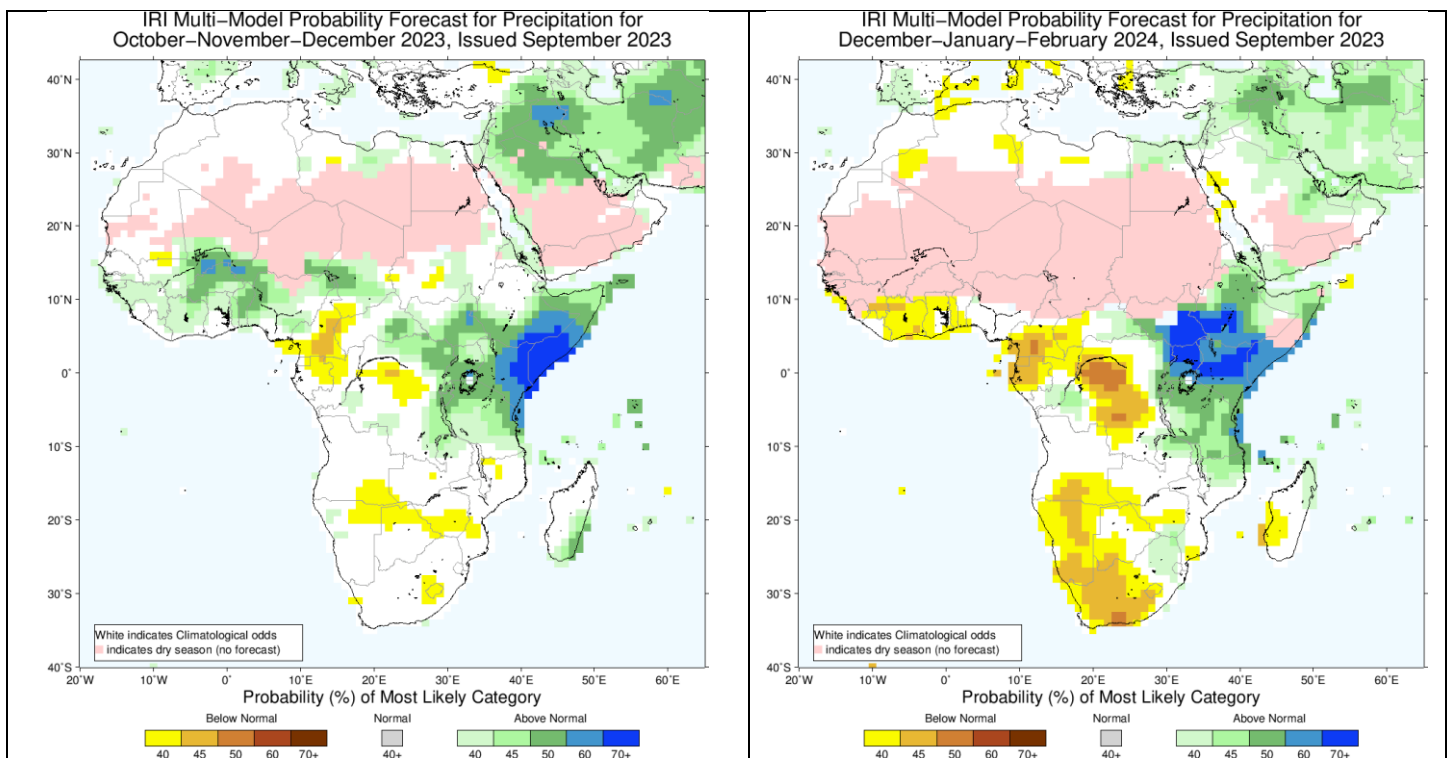 IRI Multi−Model Probability Forecast for Precipitation for
October−November−December 2023, Issued September 2023
40˚N
30˚N
20˚N
10˚N
0˚
10˚S
20˚S
30˚S
40˚S
White indicates Climatological odds
indicates dry season (no forecast)
20˚W 10˚W 0˚ 10˚E 20˚E 30˚E 40˚E 50˚E 60˚E
Probability (%) of Most Likely Category
Below Normal Normal Above Normal
40 45 50 60 70+ 40+ 40 45 50 60 70+
IRI Multi−Model Probability Forecast for Precipitation for
December−January−February 2024, Issued September 2023
40˚N
30˚N
20˚N
10˚N
0˚
10˚S
20˚S
30˚S
40˚S
White indicates Climatological odds
indicates dry season (no forecast)
20˚W 10˚W 0˚ 10˚E 20˚E 30˚E 40˚E 50˚E 60˚E
Probability (%) of Most Likely Category
Below Normal Normal Above Normal
40 45 50 60 70+ 40+ 40 45 50 60 70+